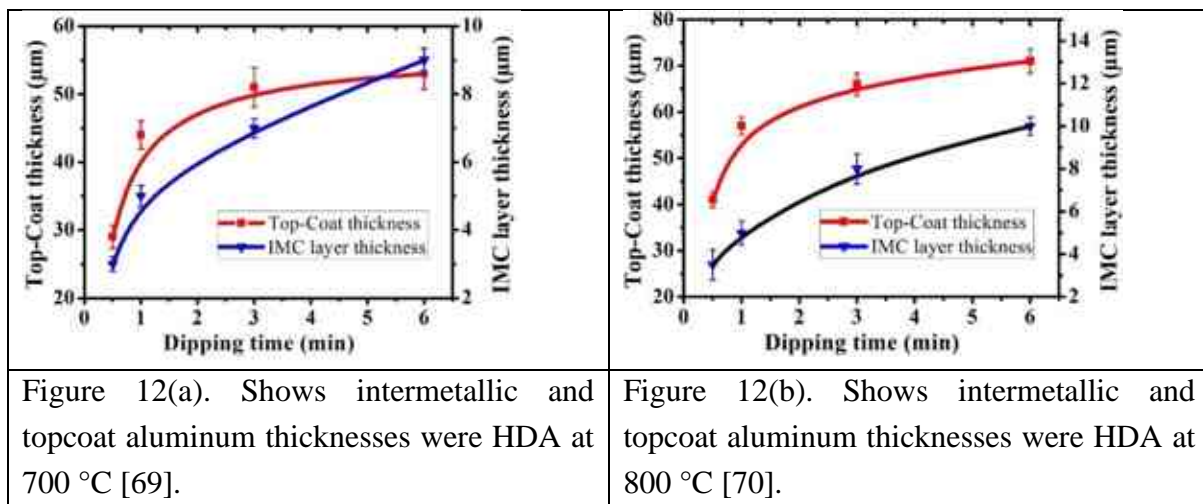 60
50
40
30
20
10
8
6
4
2
0
1
2
3
4
5
6
Top-Coat thickness (µm)
IMC layer thickness (µm)
Top-Coat thickness
IMC layer thickness
Dipping time (min)
80
70
60
50
40
30
20
14
12
10
8
6
4
2
0
1
2
3
4
5
6
Top-Coat thickness (µm)
IMC layer thickness (µm)
Top-Coat thickness
IMC layer thickness
Dipping time (min)
Figure 12(a). Shows intermetallic and
topcoat aluminum thicknesses were HDA at
700 °C [69].
Figure 12(b). Shows intermetallic and
topcoat aluminum thicknesses were HDA at
800 °C [70].